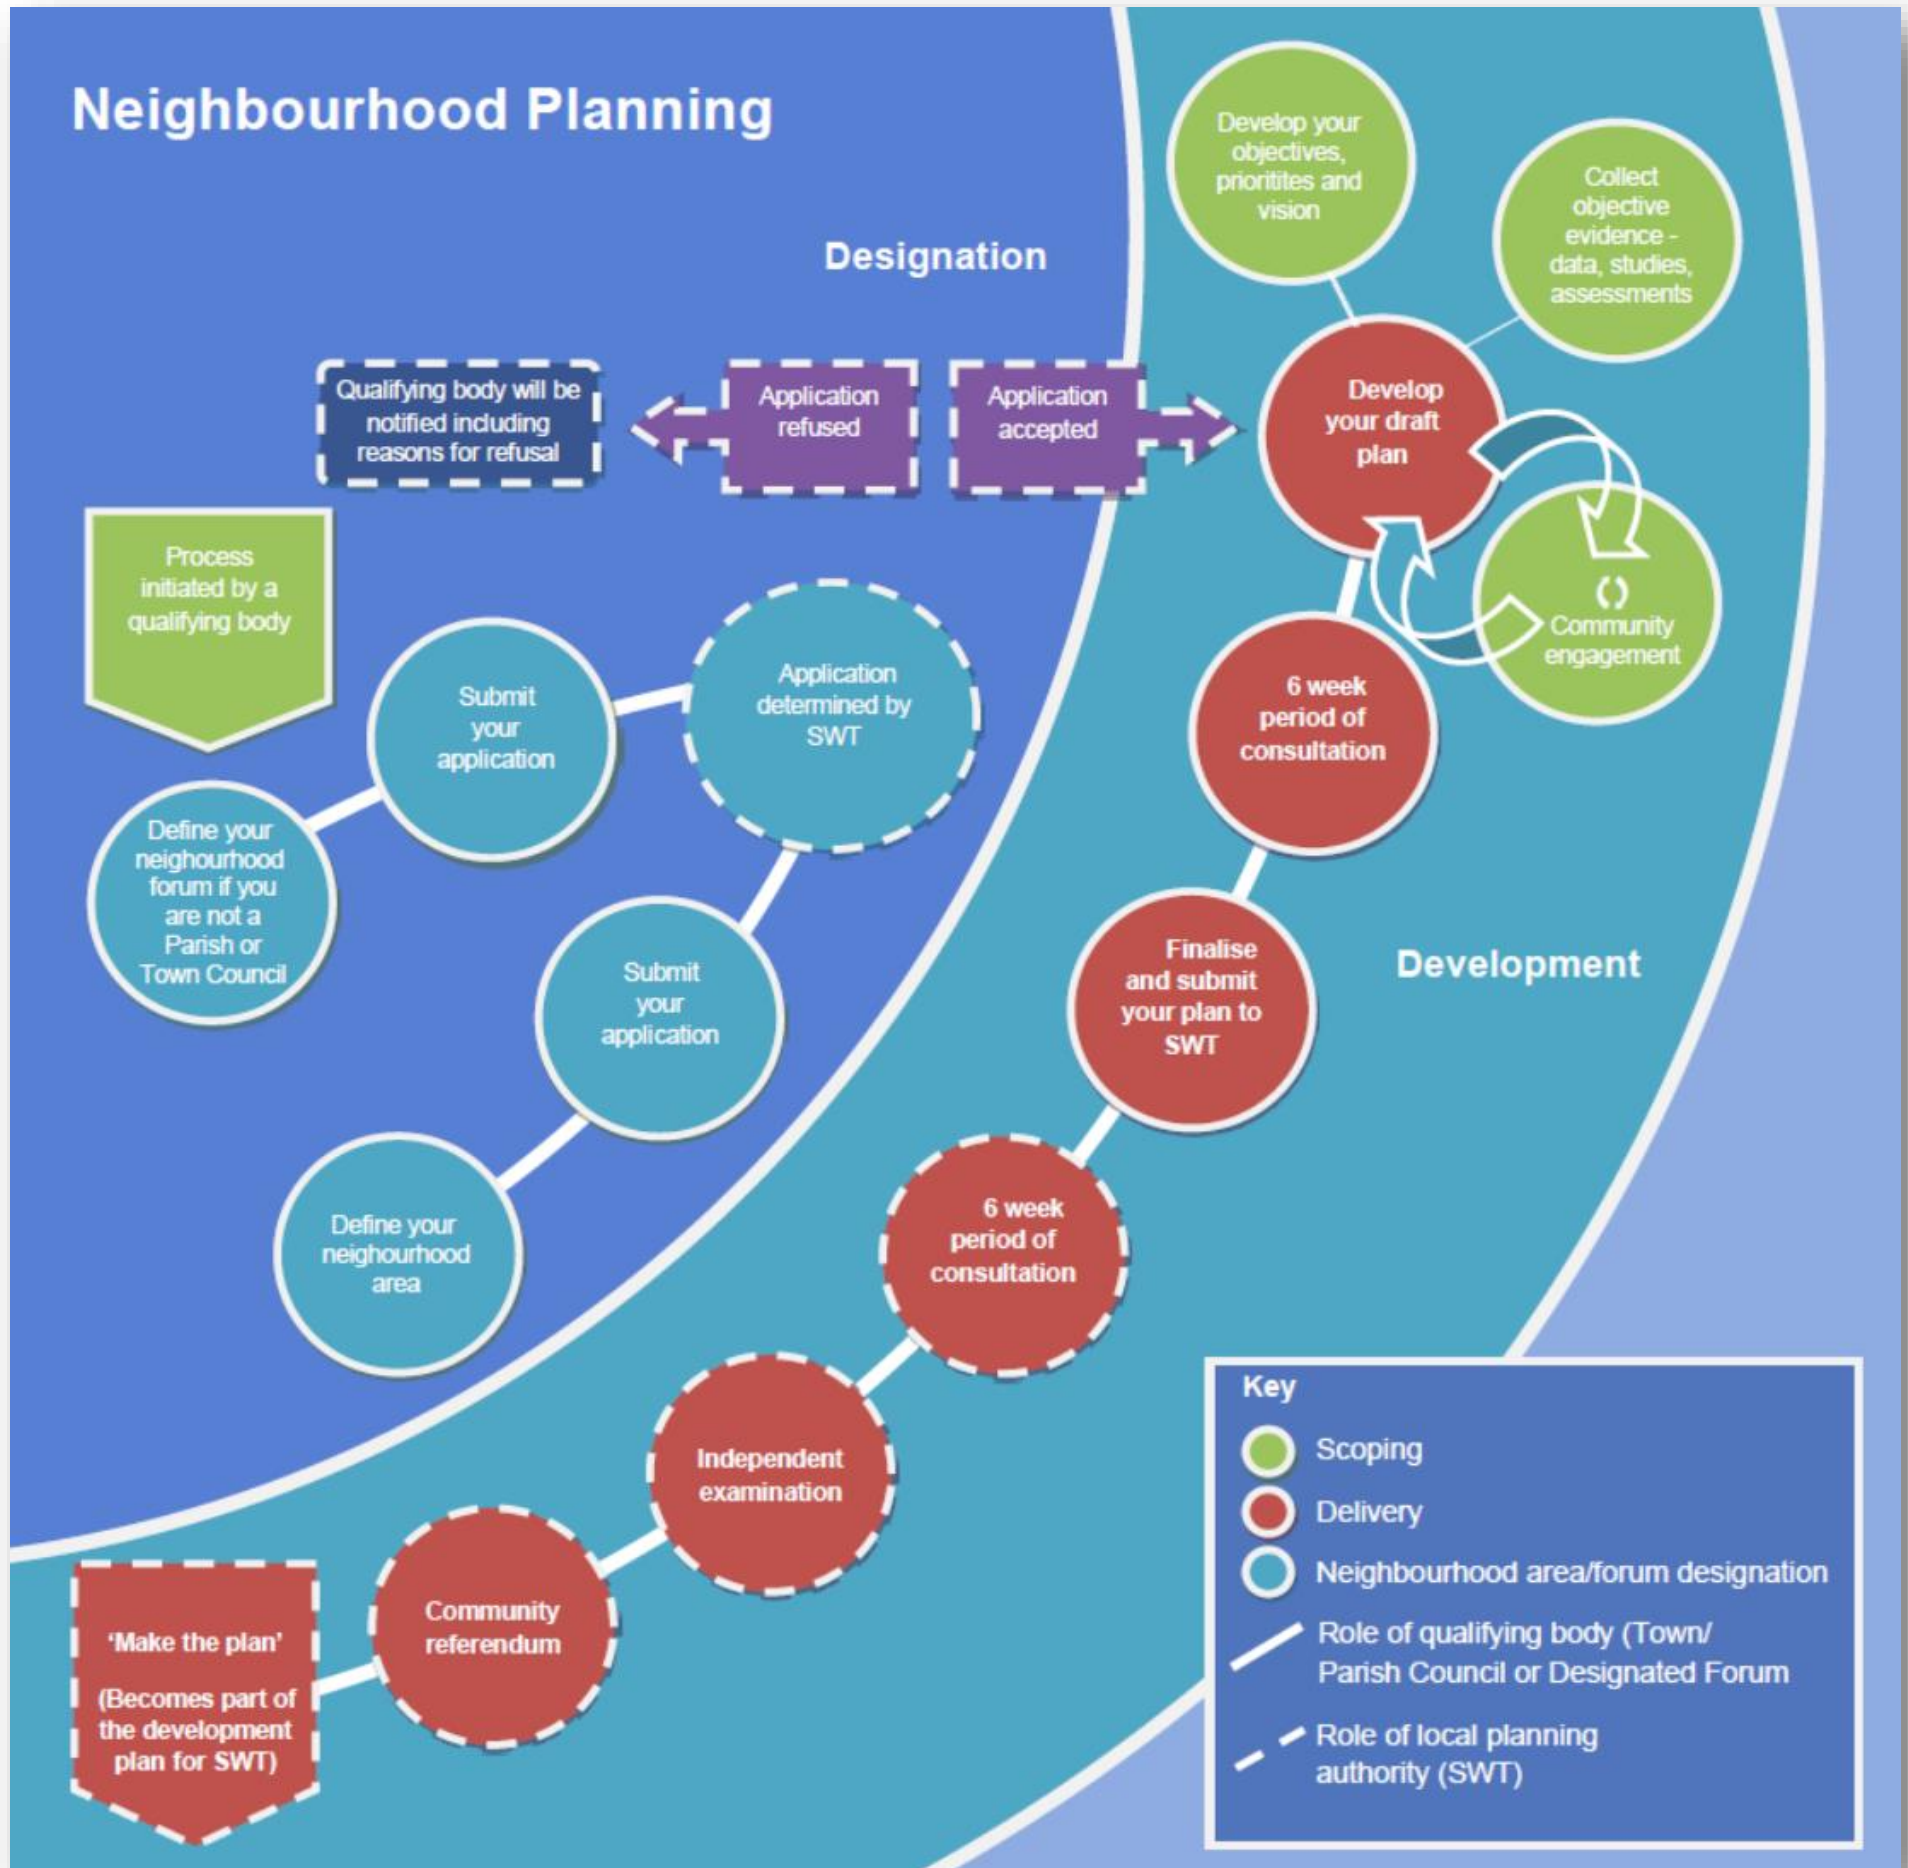 Neighbourhood Planning
Designation
Develop your
objectives,
prioritites and
vision
Collect
objective
evidence -
data, studies,
assessments
Qualifying body will be
notified including
reasons for refusal
Application
refused
Application
accepted
Develop
your draft
plan
Process
initiated by a
qualifying body
Submit
your
application
Application
determined by
SWT
Community
engagement
6 week
period of
consultation
Define your
neighourhood
forum if you
are not a
Parish or
Town Council
Submit
your
application
Finalise
and submit
your plan to
SWT
Development
Define your
neighourhood
area
6 week
period of
consultation
Independent
examination
Community
referendum
‘Make the plan’
(Becomes part of
the development
plan for SWT)
Key
Scoping
Delivery
Neighbourhood area/forum designation
Role of qualifying body (Town/
Parish Council or Designated Forum
Role of local planning
authority (SWT)